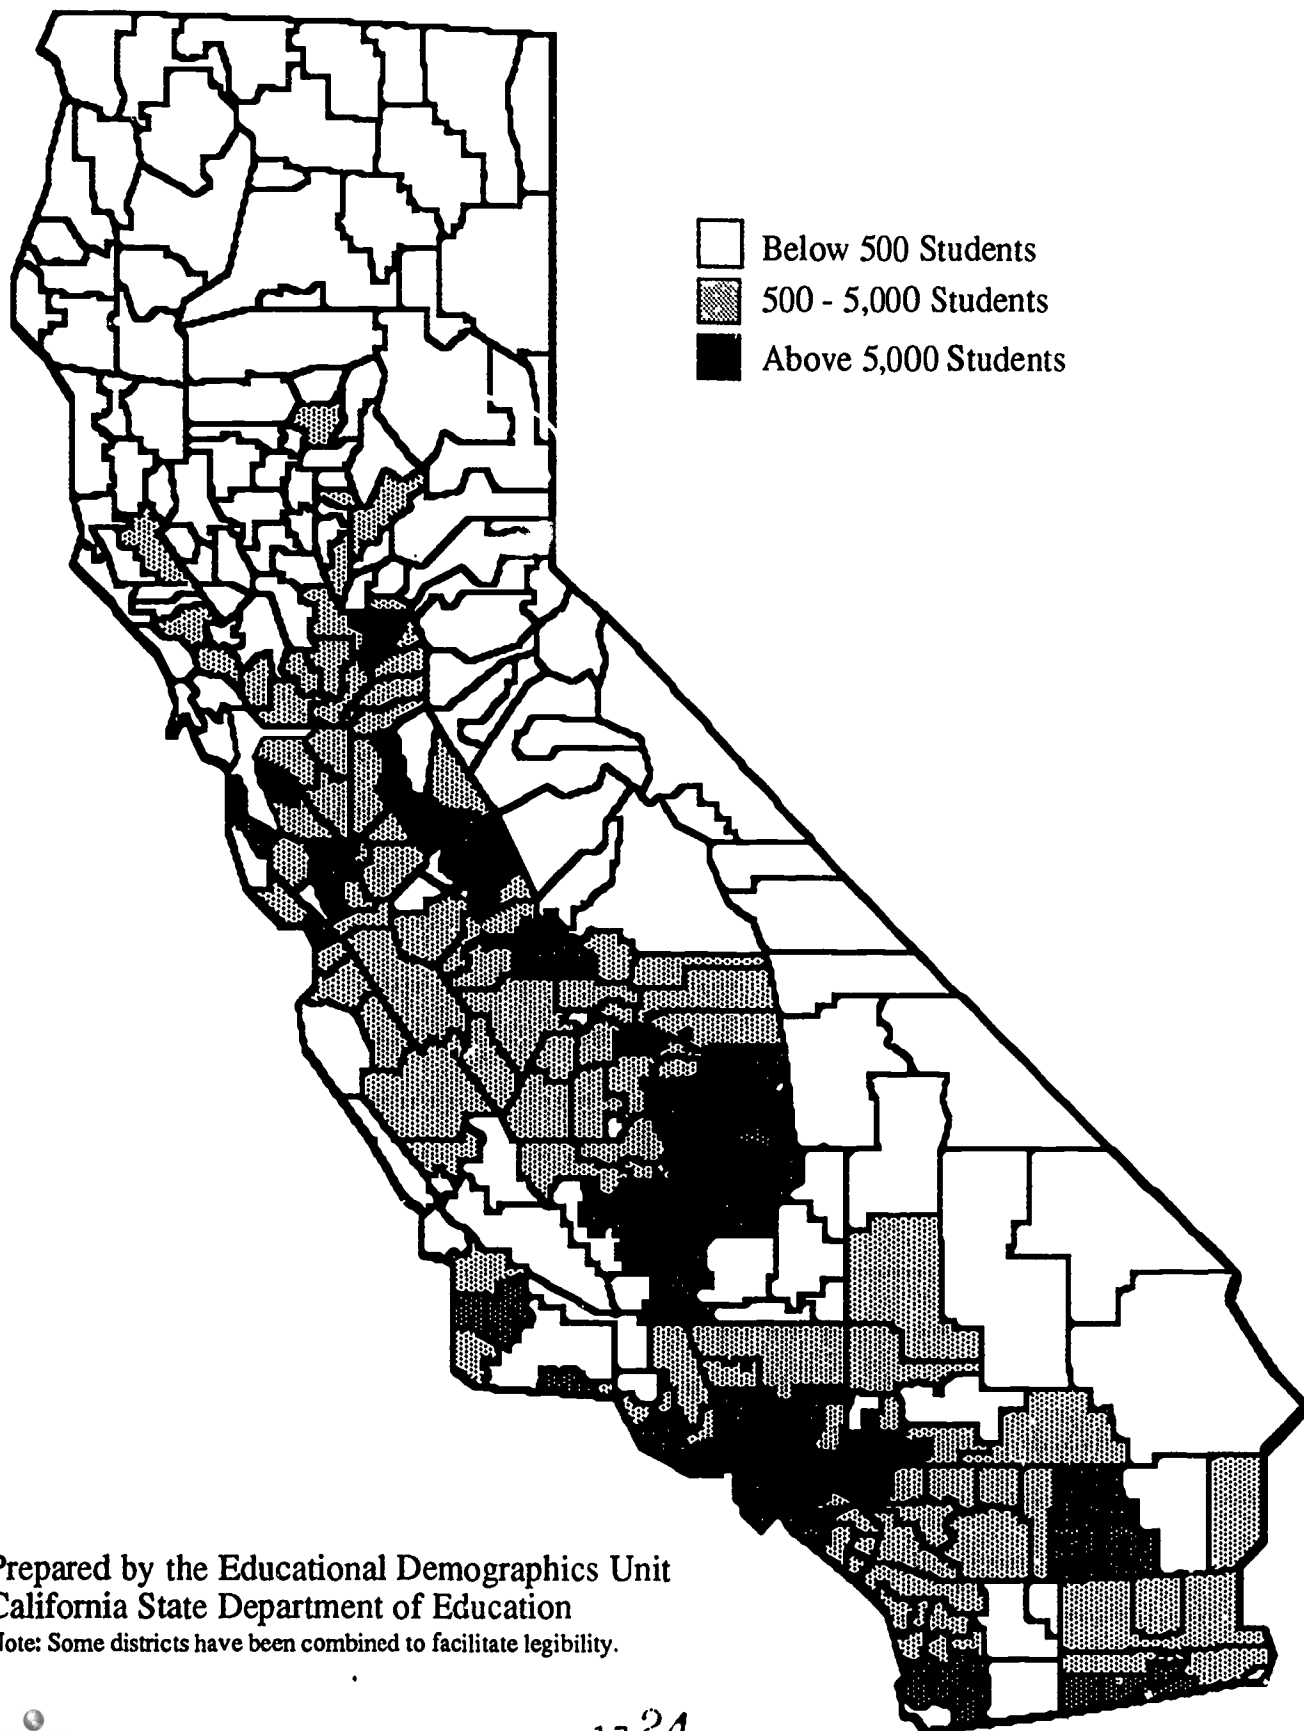 Below 500 Students
500 - 5,000 Students
Above 5,000 Students
Prepared by the Educational Demographics Unit
California State Department of Education
Note: Some districts have been combined to facilitate legibility.
24